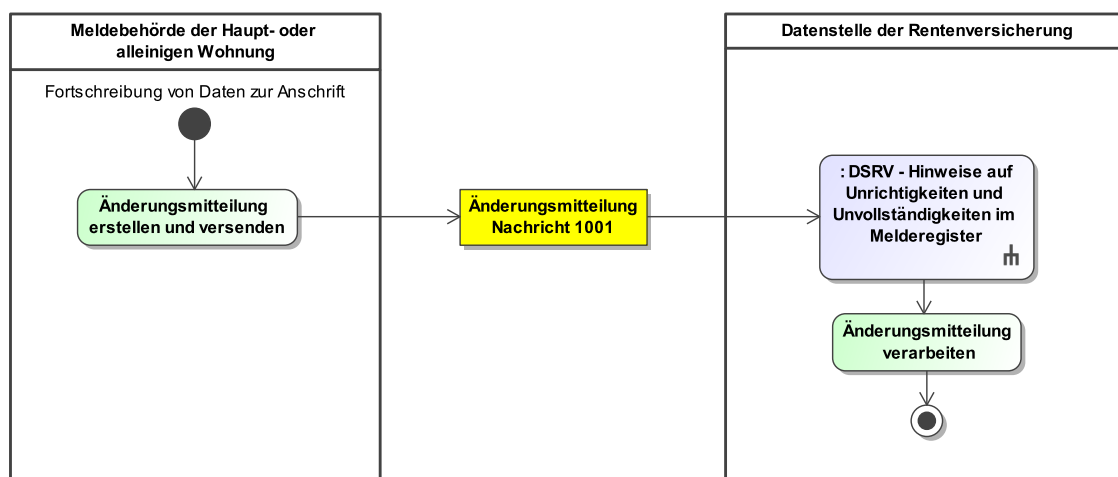 Meldebehörde der Haupt- oder
alleinigen Wohnung
Fortschreibung von Daten zur Anschrift
Änderungsmitteilung
erstellen und versenden
Änderungsmitteilung
Nachricht 1001
Datenstelle der Rentenversicherung
: DSRV - Hinweise auf
Unrichtigkeiten und
Unvollständigkeiten im
Melderegister
Änderungsmitteilung
verarbeiten